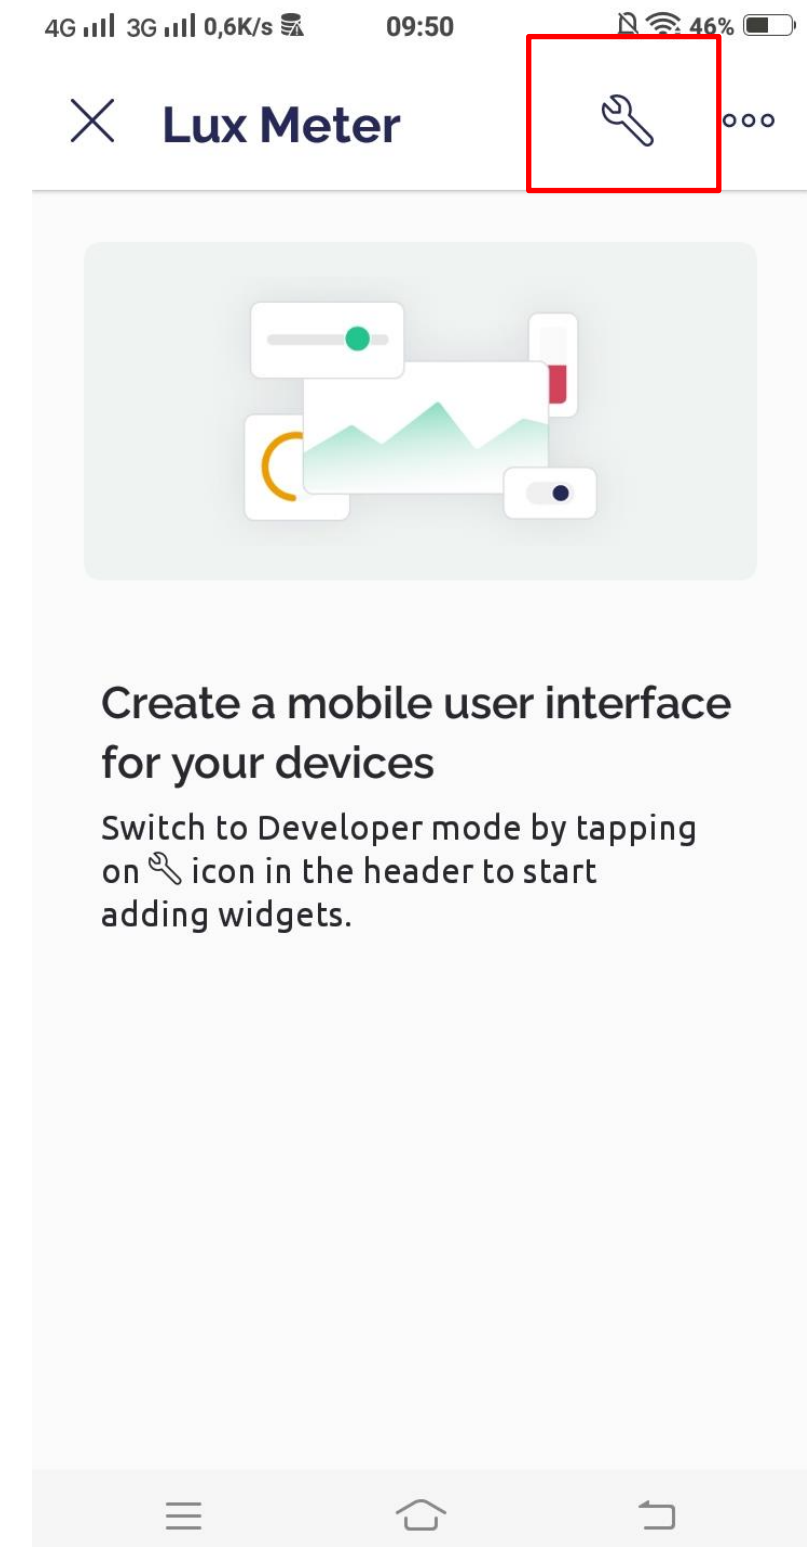 4G 3G 0,6K/s 09:50 46%
Lux Meter
Create a mobile user interface
for your devices
Switch to Developer mode by tapping
on icon in the header to start
adding widgets.